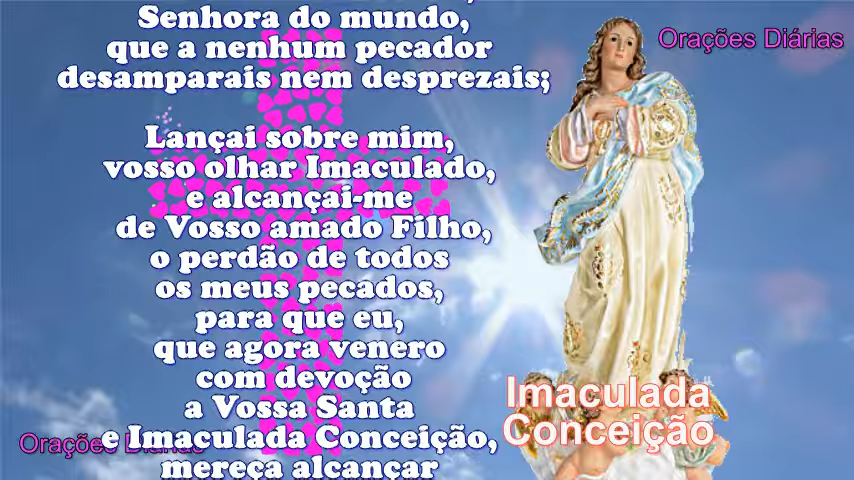 Senhora do mundo,
que a nenhum pecador
desamparais nem desprezais;
Lançai sobre mim,
vosso olhar Imaculado,
e alcançai-me
de Vosso amado Filho,
o perdão de todos
os meus pecados,
para que eu,
que agora venero
com devoção
a Vossa Santa
e Imaculada Conceição,
mereça alcançar
Orações Diárias
Imaculada
Conceição
Orações Diárias